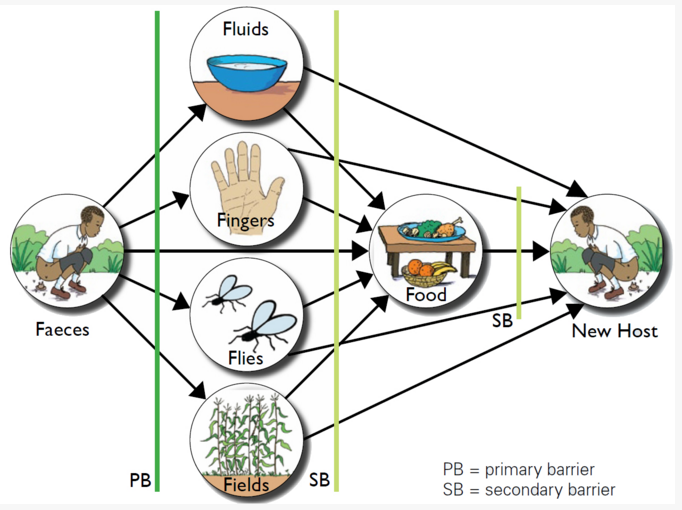 Fluids
Fingers
Faeces
Food
Flies
New Host
Fields
PB
SB
SB
PB = primary barrier
SB = secondary barrier